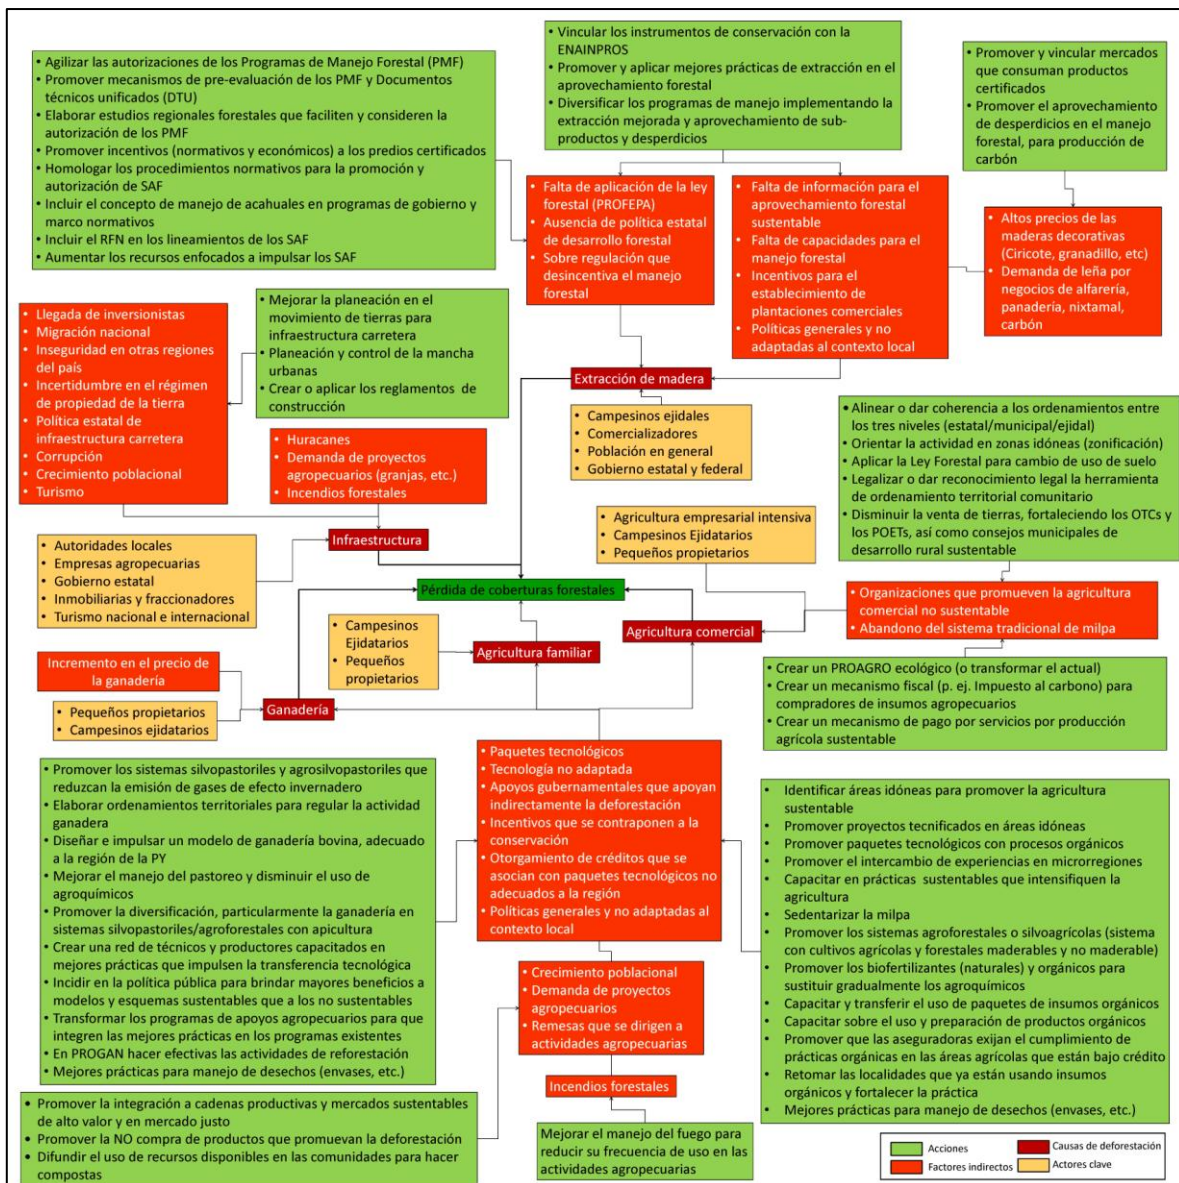 • Agilizar las autorizaciones de los Programas de Manejo Forestal (PMF)
• Promover mecanismos de pre-evaluación de los PMF y Documentos
técnicos unificados (DTU)
• Elaborar estudios regionales forestales que faciliten y consideren la
autorización de los PMF
• Promover incentivos (normativos y económicos) a los predios certificados
• Homologar los procedimientos normativos para la promoción y
autorización de SAF
• Incluir el concepto de manejo de acahuales en programas de gobierno y
marco normativos
• Incluir el RFN en los lineamientos de los SAF
• Aumentar los recursos enfocados a impulsar los SAF
• Vincular los instrumentos de conservación con la
ENAINPROS
• Promover y aplicar mejores prácticas de extracción en el
aprovechamiento forestal
• Diversificar los programas de manejo implementando la
extracción mejorada y aprovechamiento de sub-
productos y desperdicios
• Promover y vincular mercados
que consuman productos
certificados
• Promover el aprovechamiento
de desperdicios en el manejo
forestal, para producción de
carbón
• Falta de aplicación de la ley
forestal (PROFEPA)
• Ausencia de política estatal
de desarrollo forestal
• Sobre regulación que
desincentiva el manejo
forestal
• Falta de información para el
aprovechamiento forestal
sustentable
• Falta de capacidades para el
manejo forestal
• Incentivos para el
establecimiento de
plantaciones comerciales
• Políticas generales y no
adaptadas al contexto local
• Altos precios de las
maderas decorativas
(Ciricote, granadillo, etc)
• Demanda de leña por
negocios de alfarería,
panadería, nixtamal,
carbón
• Llegada de inversionistas
• Migración nacional
• Inseguridad en otras regiones
del país
• Incertidumbre en el régimen
de propiedad de la tierra
• Política estatal de
infraestructura carretera
• Corrupción
• Crecimiento poblacional
• Turismo
• Mejorar la planeación en el
movimiento de tierras para
infraestructura carretera
• Planeación y control de la mancha
urbanas
• Crear o aplicar los reglamentos de
construcción
• Huracanes
• Demanda de proyectos
agropecuarios (granjas, etc.)
• Incendios forestales
Extracción de madera
• Campesinos ejidales
• Comercializadores
• Población en general
• Gobierno estatal y federal
• Alinear o dar coherencia a los ordenamientos entre
los tres niveles (estatal/municipal/ejidal)
• Orientar la actividad en zonas idóneas (zonificación)
• Aplicar la Ley Forestal para cambio de uso de suelo
• Legalizar o dar reconocimiento legal la herramienta
de ordenamiento territorial comunitario
• Disminuir la venta de tierras, fortaleciendo los OTCs y
los POETs, así como consejos municipales de
desarrollo rural sustentable
• Agricultura empresarial intensiva
• Campesinos Ejidatarios
• Pequeños propietarios
Infraestructura
• Autoridades locales
• Empresas agropecuarias
• Gobierno estatal
• Inmobiliarias y fraccionadores
• Turismo nacional e internacional
Pérdida de coberturas forestales
• Organizaciones que promueven la agricultura
comercial no sustentable
• Abandono del sistema tradicional de milpa
Agricultura comercial
• Campesinos
Ejidatarios
• Pequeños
propietarios
Agricultura familiar
Incremento en el precio de
la ganadería
• Pequeños propietarios
• Campesinos ejidatarios
Ganadería
• Crear un PROAGRO ecológico (o transformar el actual)
• Crear un mecanismo fiscal (p. ej. Impuesto al carbono) para
compradores de insumos agropecuarios
• Crear un mecanismo de pago por servicios por producción
agrícola sustentable
• Promover los sistemas silvopastoriles y agrosilvopastoriles que
reduzcan la emisión de gases de efecto invernadero
• Elaborar ordenamientos territoriales para regular la actividad
ganadera
• Diseñar e impulsar un modelo de ganadería bovina, adecuado
a la región de la PY
• Mejorar el manejo del pastoreo y disminuir el uso de
agroquímicos
• Promover la diversificación, particularmente la ganadería en
sistemas silvopastoriles/agroforestales con apicultura
• Crear una red de técnicos y productores capacitados en
mejores prácticas que impulsen la transferencia tecnológica
• Incidir en la política pública para brindar mayores beneficios a
modelos y esquemas sustentables que a los no sustentables
• Transformar los programas de apoyos agropecuarios para que
integren las mejores prácticas en los programas existentes
• En PROGAN hacer efectivas las actividades de reforestación
• Mejores prácticas para manejo de desechos (envases, etc.)
• Paquetes tecnológicos
• Tecnología no adaptada
• Apoyos gubernamentales que apoyan
indirectamente la deforestación
• Incentivos que se contraponen a la
conservación
• Otorgamiento de créditos que se
asocian con paquetes tecnológicos no
adecuados a la región
• Políticas generales y no adaptadas al
contexto local
• Identificar áreas idóneas para promover la agricultura
sustentable
• Promover proyectos tecnificados en áreas idóneas
• Promover paquetes tecnológicos con procesos orgánicos
• Promover el intercambio de experiencias en microrregiones
• Capacitar en prácticas sustentables que intensifiquen la
agricultura
• Sedentarizar la milpa
• Promover los sistemas agroforestales o silvoagrícolas (sistema
con cultivos agrícolas y forestales maderables y no maderable)
• Promover los biofertilizantes (naturales) y orgánicos para
sustituir gradualmente los agroquímicos
• Capacitar y transferir el uso de paquetes de insumos orgánicos
• Capacitar sobre el uso y preparación de productos orgánicos
• Promover que las aseguradoras exijan el cumplimiento de
prácticas orgánicas en las áreas agrícolas que están bajo crédito
• Retomar las localidades que ya están usando insumos
orgánicos y fortalecer la práctica
• Mejores prácticas para manejo de desechos (envases, etc.)
• Crecimiento poblacional
• Demanda de proyectos
agropecuarios
• Remesas que se dirigen a
actividades agropecuarias
Incendios forestales
• Promover la integración a cadenas productivas y mercados sustentables
de alto valor y en mercado justo
• Promover la NO compra de productos que promuevan la deforestación
• Difundir el uso de recursos disponibles en las comunidades para hacer
compostas
Mejorar el manejo del fuego para
reducir su frecuencia de uso en las
actividades agropecuarias
Acciones
Causas de deforestación
Factores indirectos
Actores clave